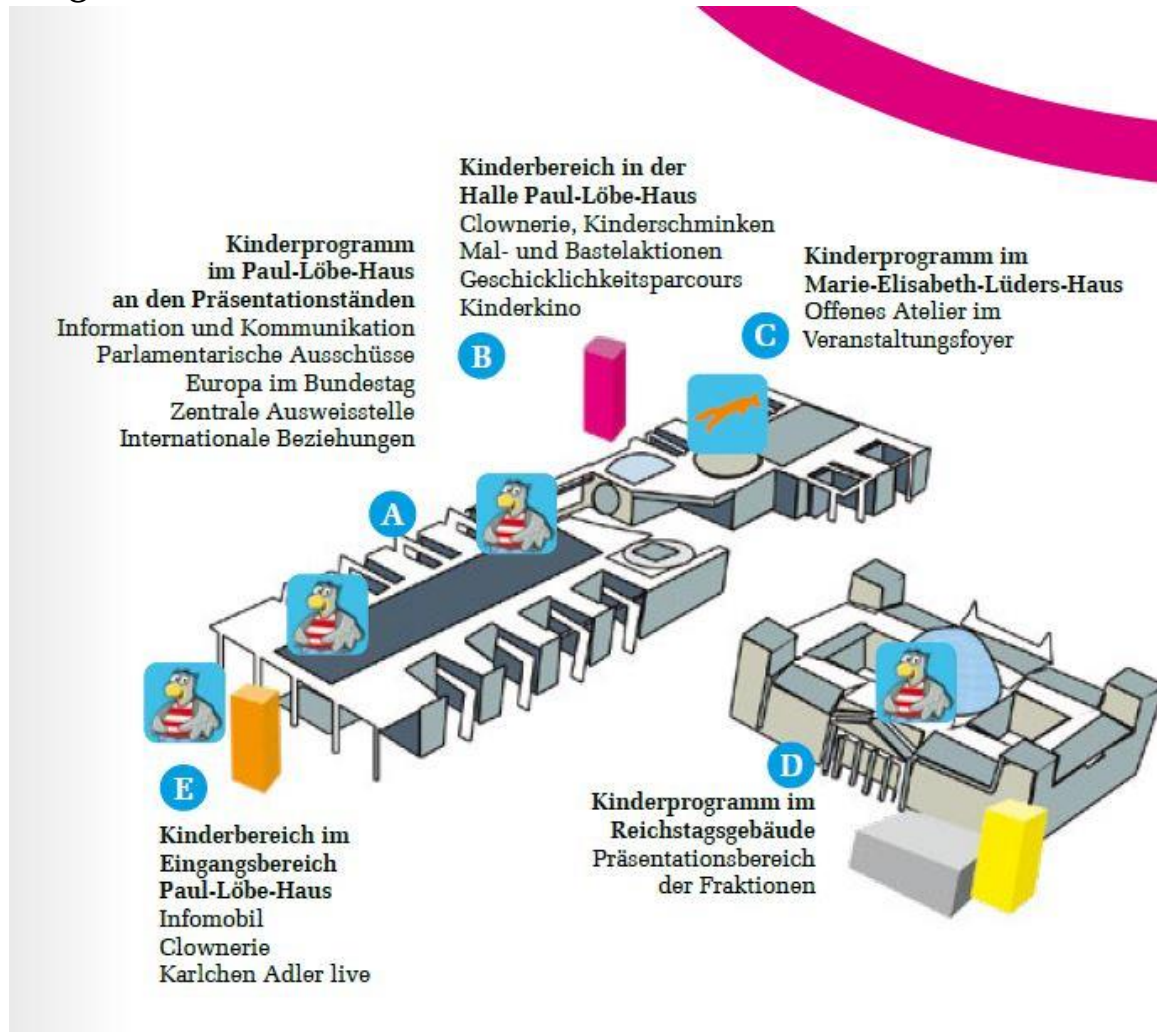 Kinderprogramm
im Paul-Löbe-Haus
an den Präsentationständen
Information und Kommunikation
Parlamentarische Ausschüsse
Europa im Bundestag
Zentrale Ausweisstelle
Internationale Beziehungen
A
Kinderbereich in der
Halle Paul-Löbe-Haus
Clownerie, Kinderschminken
Mal- und Bastelaktionen
Geschicklichkeitsparcours
Kinderkino
B
Kinderprogramm im
Marie-Elisabeth-Lüders-Haus
Offenes Atelier im
Veranstaltungsfoyer
C
D
Kinderprogramm im
Reichstagsgebäude
Präsentationsbereich
der Fraktionen
E
Kinderbereich im
Eingangsbereich
Paul-Löbe-Haus
Infomobil
Clownerie
Karlchen Adler live